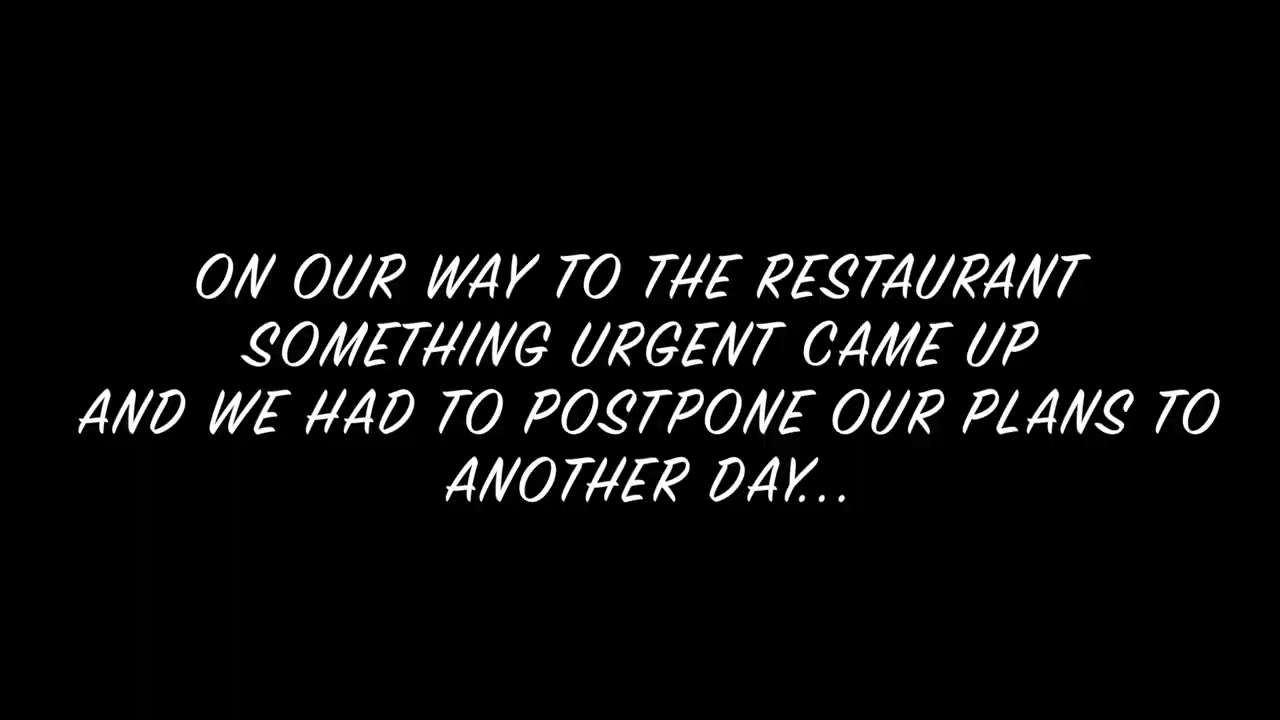 ON OUR WAY TO THE RESTAURANT
SOMETHING URGENT CAME UP
AND WE HAD TO POSTPONE OUR PLANS TO
ANOTHER DAY...